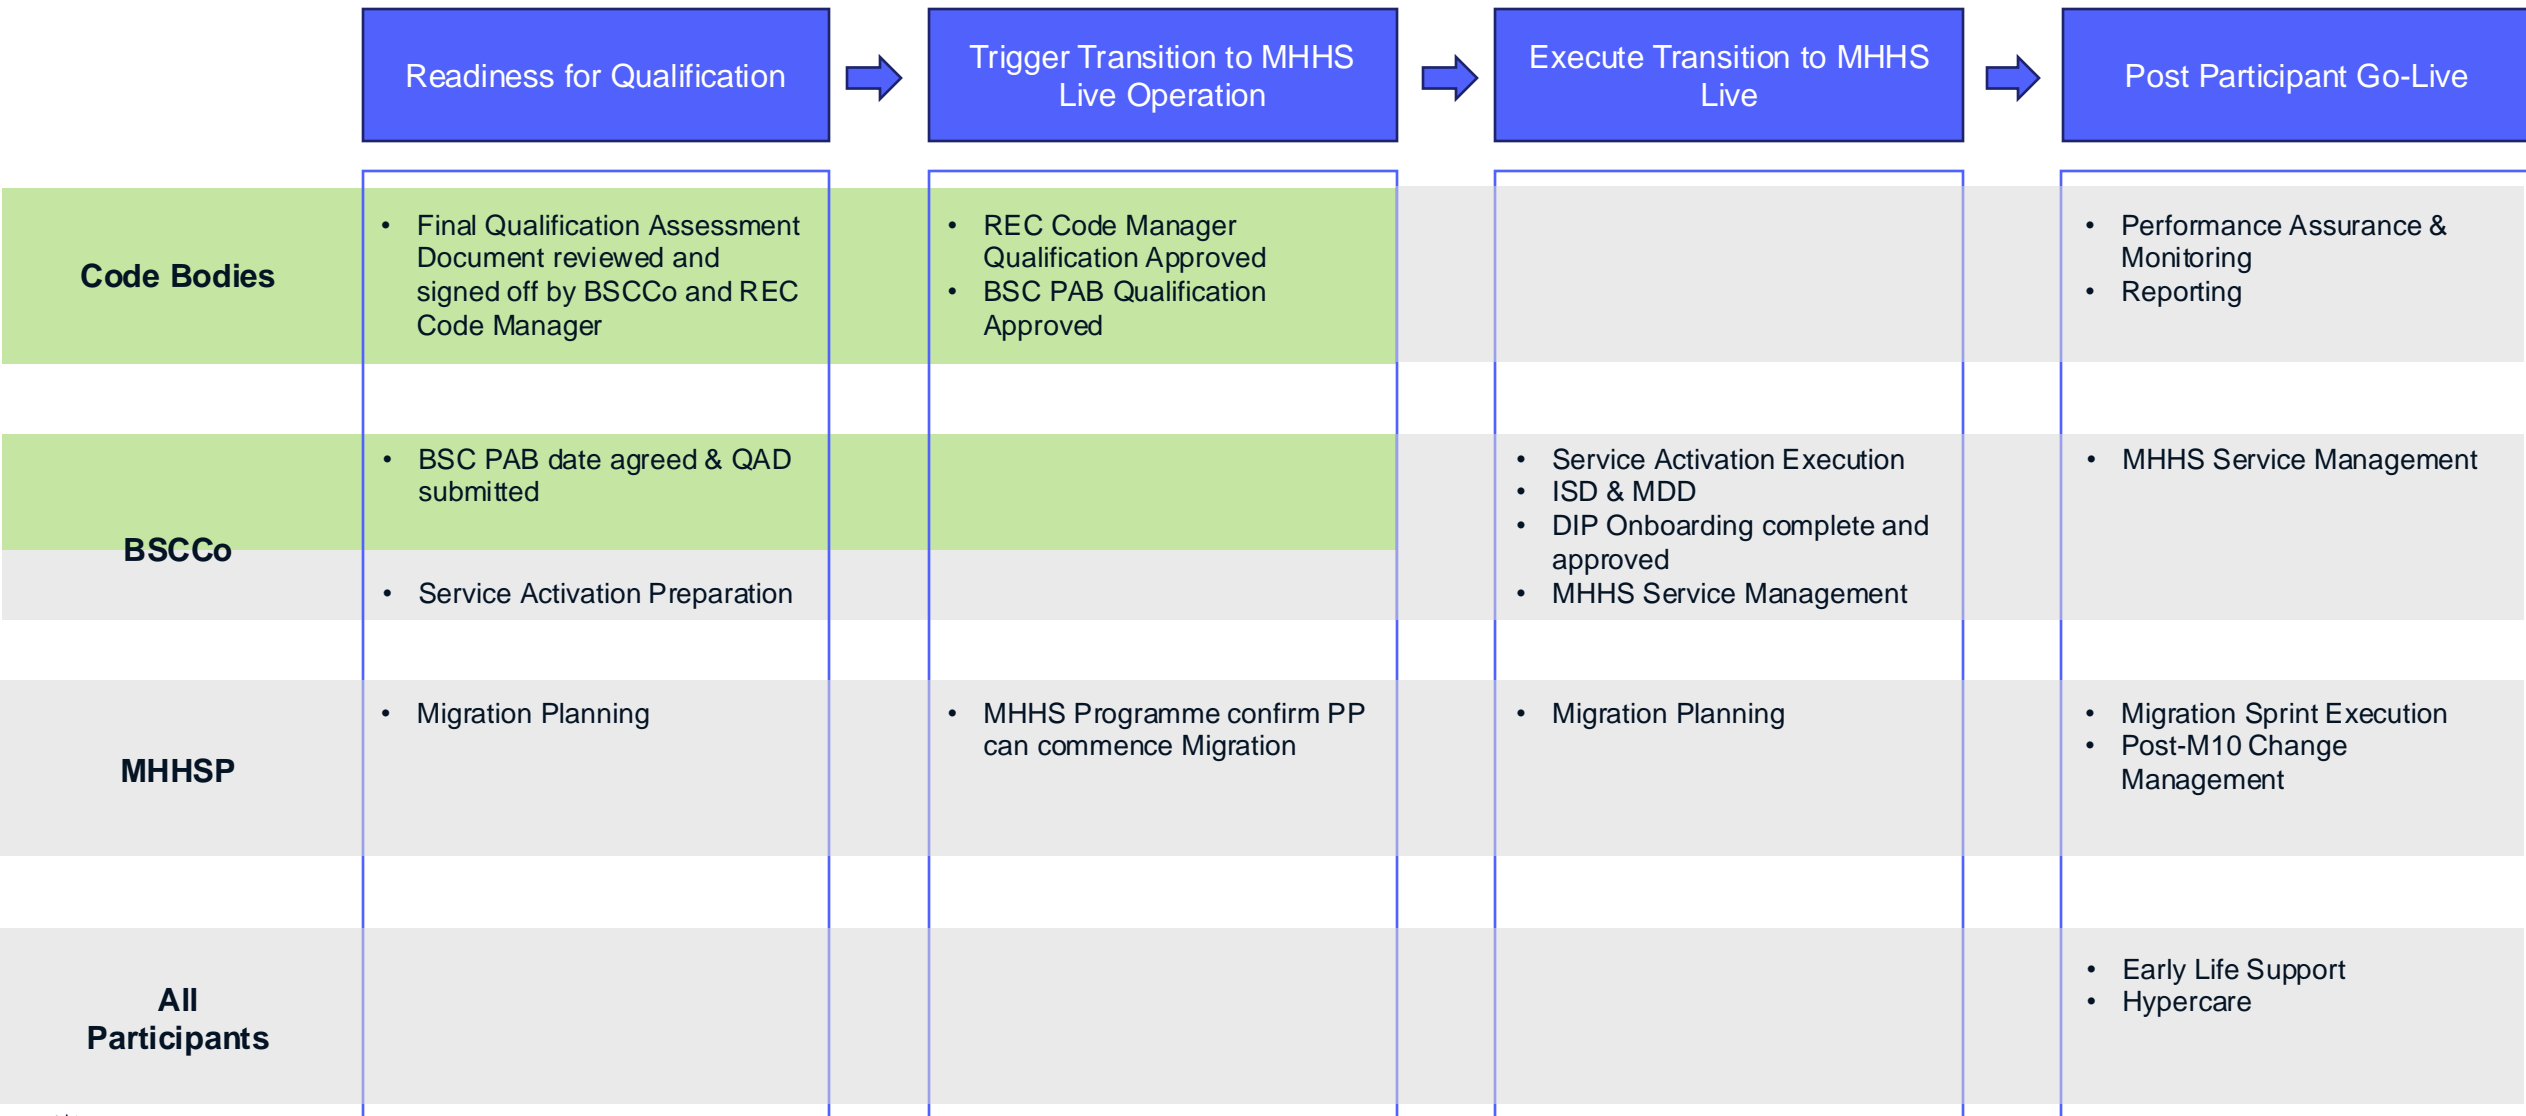 Readiness for Qualification
Trigger Transition to MHHS
Live Operation
Execute Transition to MHHS
Live
Post Participant Go-Live
Code Bodies
• Final Qualification Assessment
Document reviewed and
signed off by BSCCo and REC
Code Manager
• REC Code Manager
Qualification Approved
• BSC PAB Qualification
Approved
• Performance Assurance &
Monitoring
• Reporting
BSCCo
• BSC PAB date agreed & QAD
submitted
• Service Activation Preparation
• Service Activation Execution
• ISD & MDD
• DIP Onboarding complete and
approved
• MHHS Service Management
• MHHS Service Management
MHHSP
• Migration Planning
• MHHS Programme confirm PP
can commence Migration
• Migration Planning
• Migration Sprint Execution
• Post-M10 Change
Management
All
Participants
• Early Life Support
• Hypercare